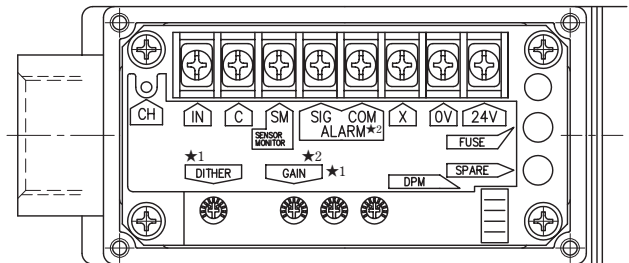 CH IN C SM SIG COM X 0V 24V
SENSOR MONITOR
ALARM★2
FUSE
★1 ★2
DITHER GAIN ★1
SPARE
DPM